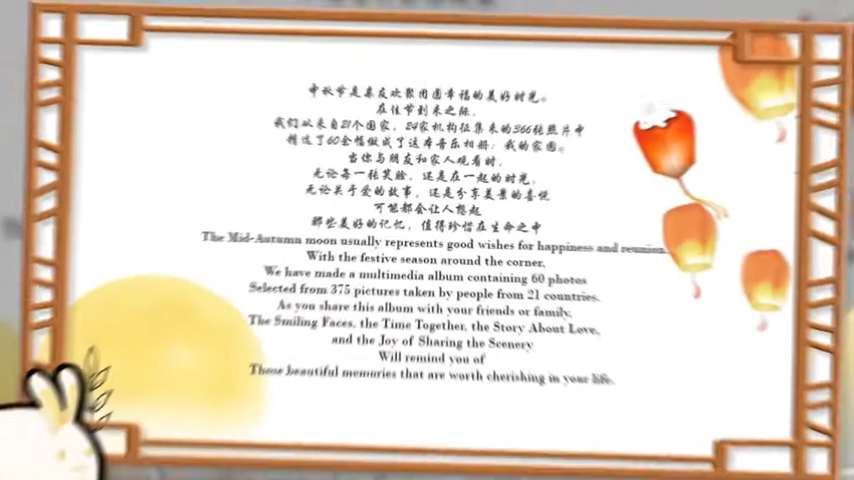 中秋节是亲友欢聚团圆幸福的美好时光。
在佳节到来之际，
我们从来自21个国家，24家机构征集来的366张照片中
精选了60余幅做成了这本音乐相册：我的家园。
当你与朋友和家人观看时，
无论每一张笑脸，还是在一起的时光，
无论关于爱的故事，还是分享美景的喜悦
可能都会让人想起
那些美好的记忆，值得珍惜在生命之中
The Mid-Autumn moon usually represents good wishes for happiness and reunion.
With the festive season around the corner,
We have made a multimedia album containing 60 photos
Selected from 375 pictures taken by people from 21 countries.
As you share this album with your friends or family,
The Smiling Faces, the Time Together, the Story About Love,
and the Joy of Sharing the Scenery
Will remind you of
Those beautiful memories that are worth cherishing in your life.